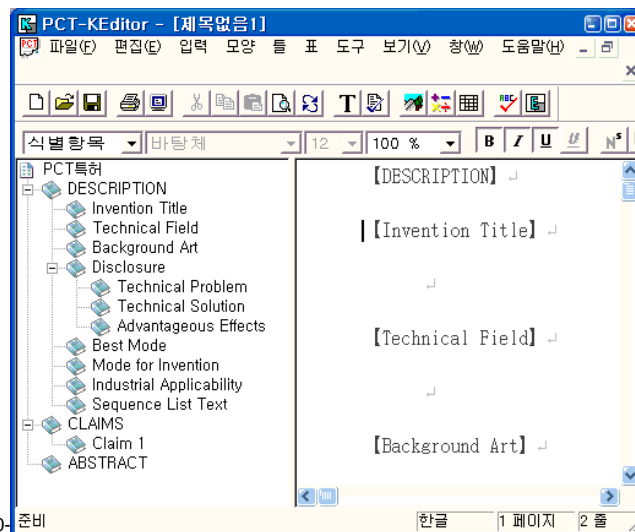 PCT-KEditor - [제목없음1]
파일(F) 편집(E) 입력 모양 틀 표 도구 보기(V) 창(W) 도움말(H)
T ABC K
식별항목 바탕체 12 100 % B I U 가 N s
PCT특허
DESCRIPTION
Invention Title
Technical Field
Background Art
Disclosure
Technical Problem
Technical Solution
Advantageous Effects
Best Mode
Mode for Invention
Industrial Applicability
Sequence List Text
CLAIMS
Claim 1
ABSTRACT
【DESCRIPTION】
【Invention Title】
【Technical Field】
【Background Art】
준비 한글 1 페이지 2 줄